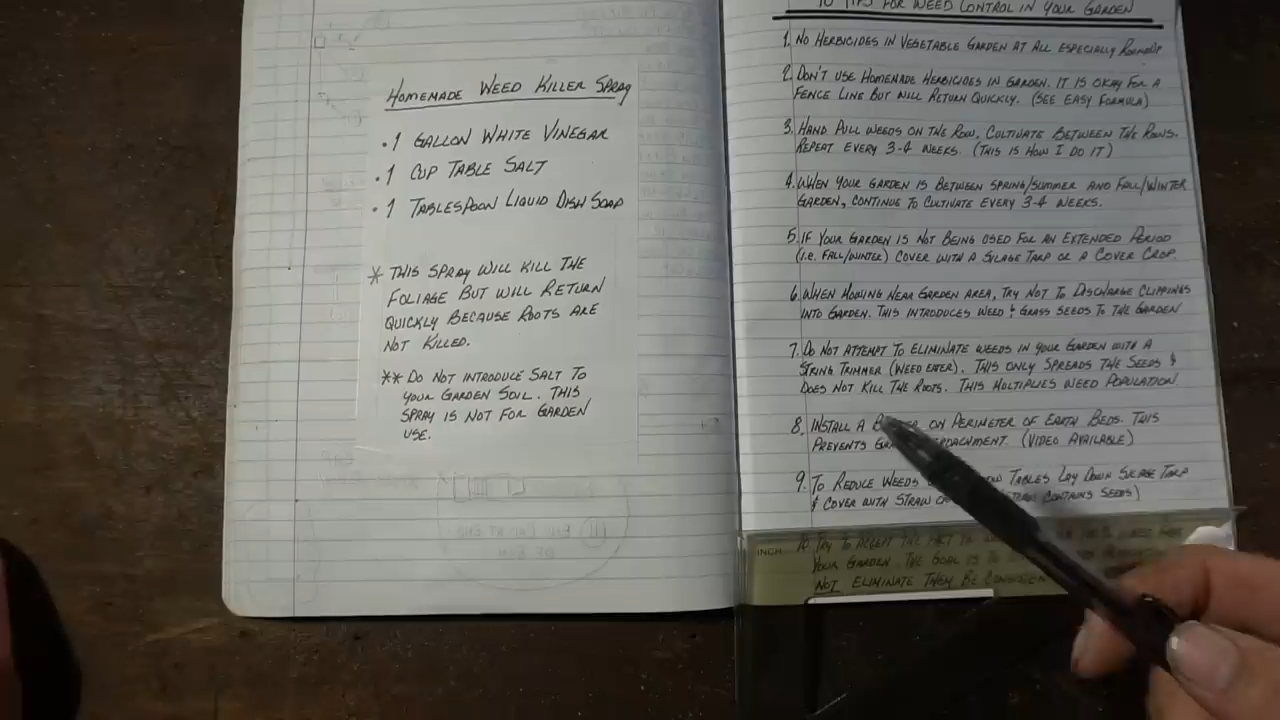 HOMEMADE WEED KILLER SPRAY
. 1 GALLON WHITE VINEGAR
. 1 CUP TABLE SALT
. 1 TABLESPOON LIQUID DISH SOAP
* THIS SPRAY WILL KILL THE
FOLIAGE BUT WILL RETURN
QUICKLY BECAUSE ROOTS ARE
NOT KILLED.
** DO NOT INTRODUCE SALT TO
YOUR GARDEN SOIL. THIS
SPRAY IS NOT FOR GARDEN
USE.
10 TIPS FOR WEED CONTROL IN YOUR GARDEN
1. NO HERBICIDES IN VEGETABLE GARDEN AT ALL ESPECIALLY ROUNDUP
2. DON'T USE HOMEMADE HERBICIDES IN GARDEN. IT IS OKAY FOR A
FENCE LINE BUT WILL RETURN QUICKLY. (SEE EASY FORMULA)
3. HAND PULL WEEDS ON THE ROW. CULTIVATE BETWEEN THE ROWS.
REPEAT EVERY 3-4 WEEKS. (THIS IS HOW I DO IT)
4. WHEN YOUR GARDEN IS BETWEEN SPRING/SUMMER AND FALL/WINTER
GARDEN, CONTINUE TO CULTIVATE EVERY 3-4 WEEKS.
5. IF YOUR GARDEN IS NOT BEING USED FOR AN EXTENDED PERIOD
(i.e. FALL/WINTER) COVER WITH A SILAGE TARP OR A COVER CROP.
6. WHEN MOWING NEAR GARDEN AREA, TRY NOT TO DISCHARGE CLIPPINGS
INTO GARDEN. THIS INTRODUCES WEED & GRASS SEEDS TO THE GARDEN
7. DO NOT ATTEMPT TO ELIMINATE WEEDS IN YOUR GARDEN WITH A
STRING TRIMMER (WEED EATER). THIS ONLY SPREADS THE SEEDS &
DOES NOT KILL THE ROOTS. THIS MULTIPLIES WEED POPULATION.
8. INSTALL A ON PERIMETER OF EARTH BEDS. THIS
PREVENTS (VIDEO AVAILABLE)
9. TO REDUCE WEEDS TABLES LAY DOWN SILAGE TARP
& COVER WITH STRAW CONTAINS SEEDS)
INCH
10 TRY TO ACCEPT THE FACT
YOUR GARDEN. THE GOAL IS TO
NOT ELIMINATE THEM. BE